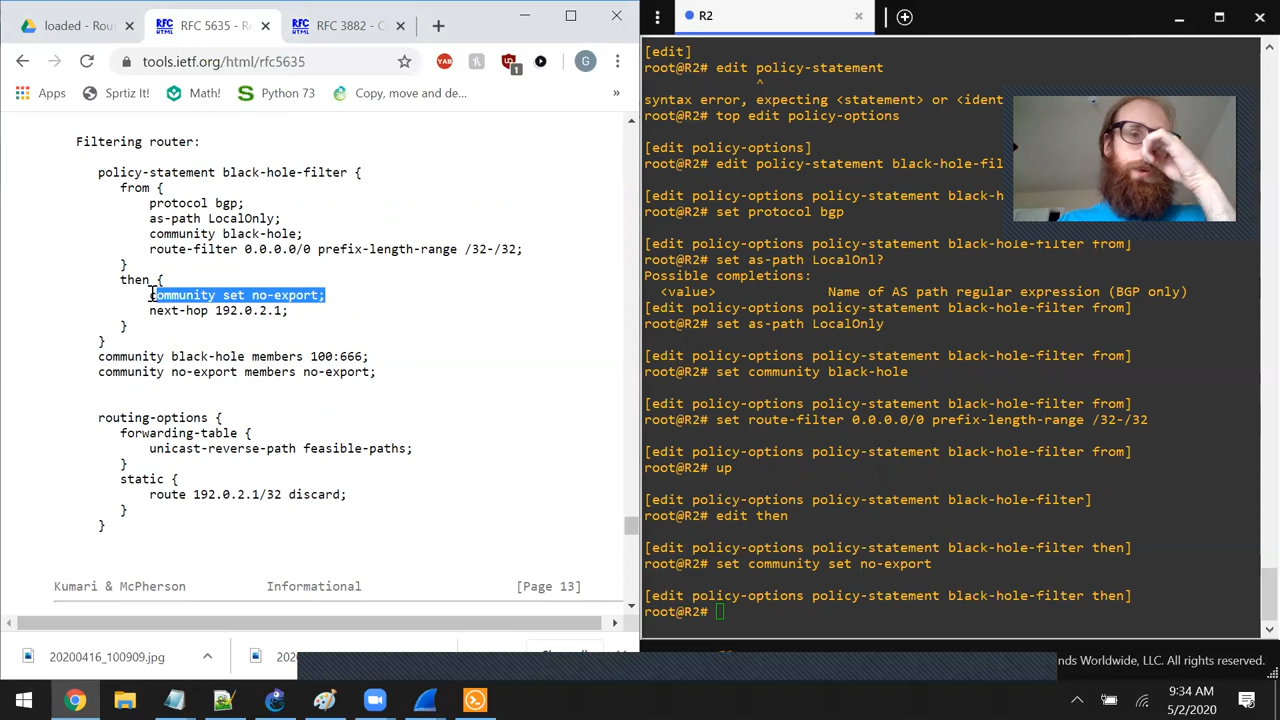 loaded - Rout
RFC 5635 - R
RFC 3882 - C
tools.ietf.org/html/rfc5635
YAB
1
G
Apps
Sprtiz It!
Math!
Python 73
Copy, move and de...
»
Filtering router:
policy-statement black-hole-filter {
from {
protocol bgp;
as-path LocalOnly;
community black-hole;
route-filter 0.0.0.0/0 prefix-length-range /32-/32;
}
then {
community set no-export;
next-hop 192.0.2.1;
}
}
community black-hole members 100:666;
community no-export members no-export;
routing-options {
forwarding-table {
unicast-reverse-path feasible-paths;
}
static {
route 192.0.2.1/32 discard;
}
}
Kumari & McPherson Informational [Page 13]
20200416_100909.jpg
R2
[edit]
root@R2# edit policy-statement
^
syntax error, expecting <statement> or <ident
root@R2# top edit policy-options
[edit policy-options]
root@R2# edit policy-statement black-hole-fil
[edit policy-options policy-statement black-h
root@R2# set protocol bgp
[edit policy-options policy-statement black-hole-filter from]
root@R2# set as-path LocalOnl?
Possible completions:
<value> Name of AS path regular expression (BGP only)
[edit policy-options policy-statement black-hole-filter from]
root@R2# set as-path LocalOnly
[edit policy-options policy-statement black-hole-filter from]
root@R2# set community black-hole
[edit policy-options policy-statement black-hole-filter from]
root@R2# set route-filter 0.0.0.0/0 prefix-length-range /32-/32
[edit policy-options policy-statement black-hole-filter from]
root@R2# up
[edit policy-options policy-statement black-hole-filter]
root@R2# edit then
[edit policy-options policy-statement black-hole-filter then]
root@R2# set community set no-export
[edit policy-options policy-statement black-hole-filter then]
root@R2#
nds Worldwide, LLC. All rights reserved.
9:34 AM
5/2/2020